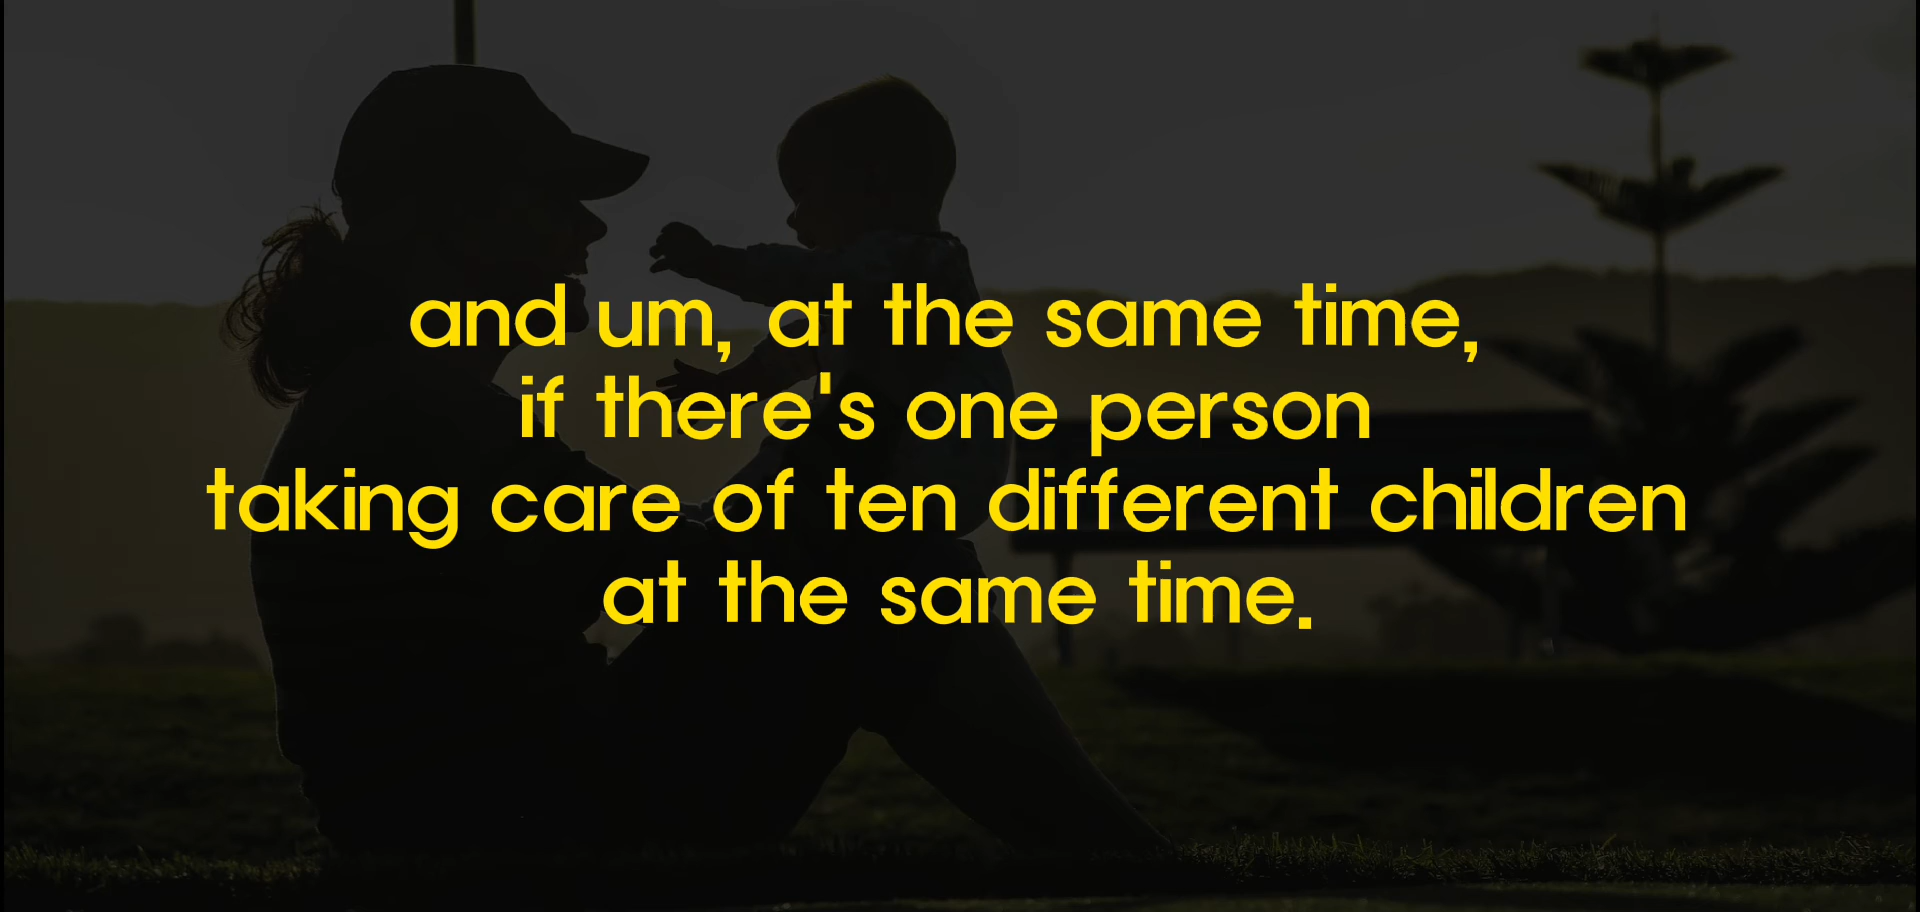 and um, at the same time,
if there's one person
taking care of ten different children
at the same time.